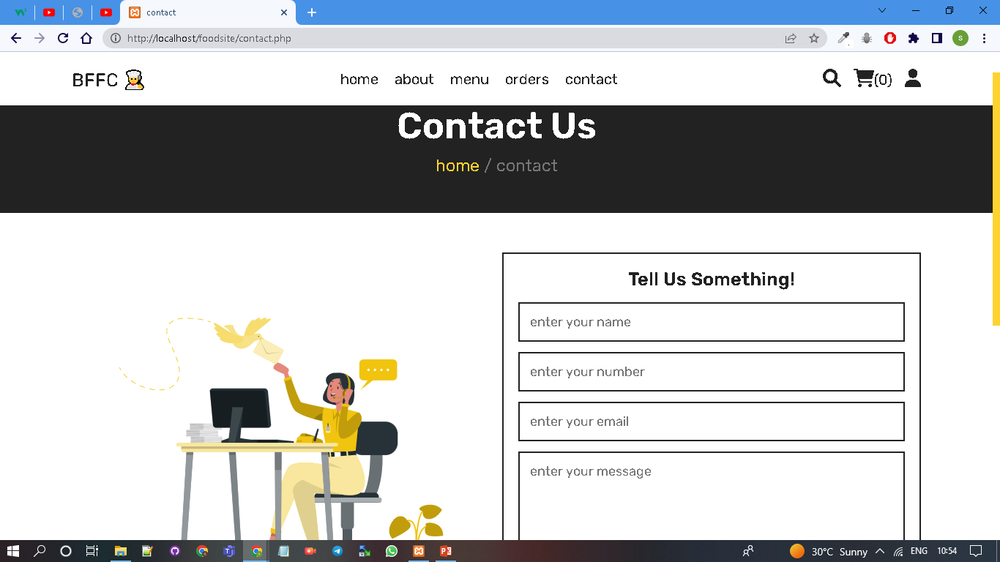 contact
http://localhost/foodsite/contact.php
S
BFFC
home about menu orders contact
(0)
Contact Us
home / contact
Tell Us Something!
enter your name
enter your number
enter your email
enter your message
30°C Sunny
ENG
10:54